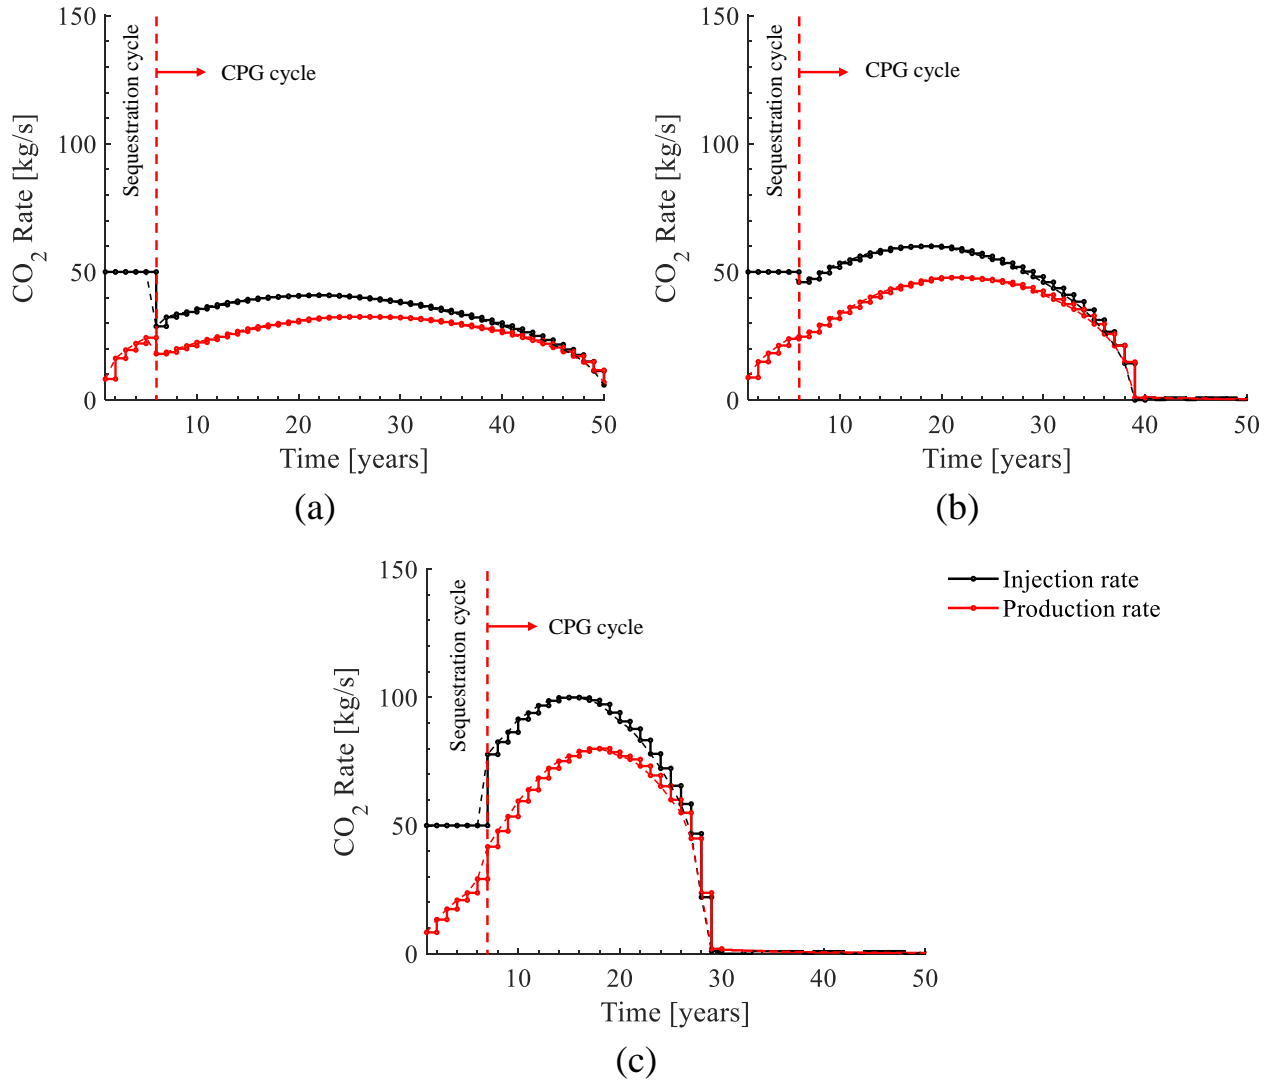 150
100
50
0
CO2 Rate [kg/s]
Sequestration cycle
CPG cycle
10 20 30 40 50
Time [years]
(a)
150
100
50
0
CO2 Rate [kg/s]
Sequestration cycle
CPG cycle
10 20 30 40 50
Time [years]
(b)
150
100
50
0
CO2 Rate [kg/s]
Sequestration cycle
CPG cycle
10 20 30 40 50
Time [years]
(c)
Injection rate
Production rate